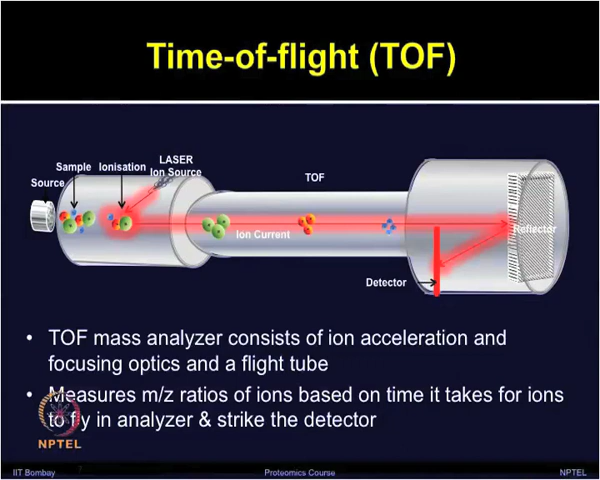 Time-of-flight (TOF)
LASER
Sample Ionisation Ion Source
Source
TOF
Ion Current
Reflector
Detector
• TOF mass analyzer consists of ion acceleration and
focusing optics and a flight tube
• Measures m/z ratios of ions based on time it takes for ions
to fly in analyzer & strike the detector
NPTEL
IIT Bombay Proteomics Course NPTEL